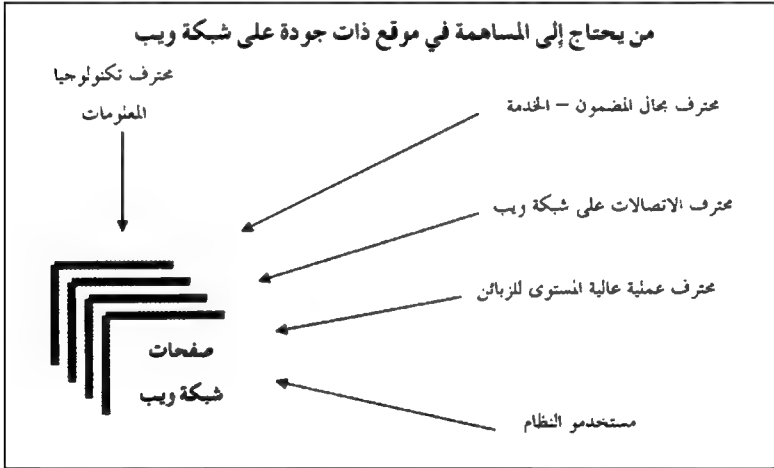 من يحتاج إلى المساهمة في موقع ذات جودة على شبكة ويب
محترف تكنولوجيا
المعلومات
محترف مجال المضمون – الخدمة
محترف الاتصالات على شبكة ويب
محترف عملية عالية المستوى للزبائن
صفحات
شبكة ويب
مستخدمو النظام